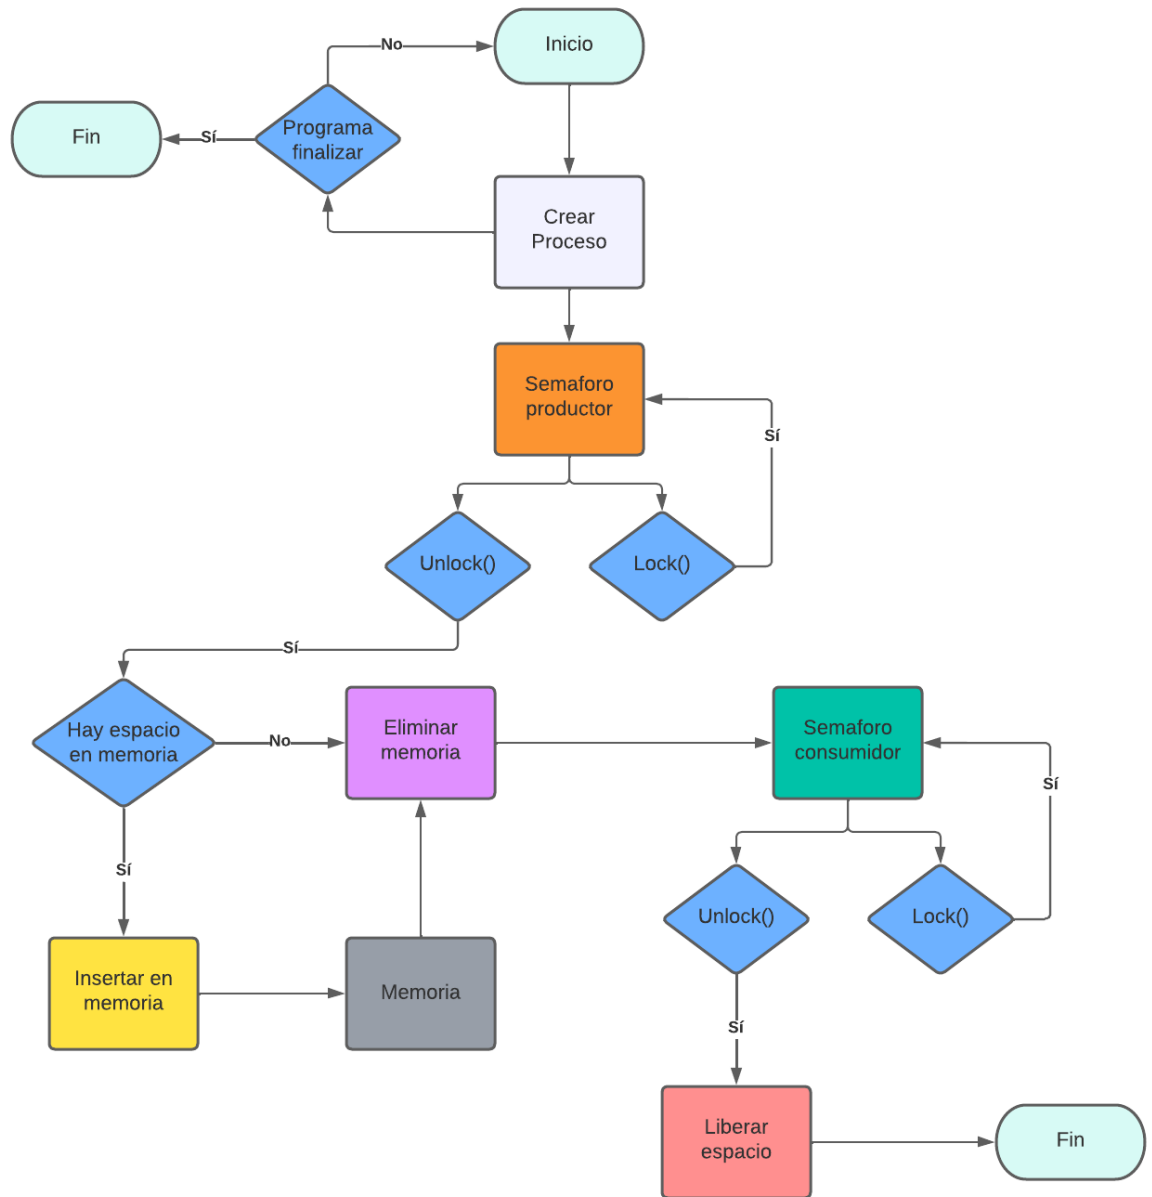 No
Inicio
Fin
Sí
Programa
finalizar
Crear
Proceso
Semaforo
productor
Sí
Unlock()
Lock()
Sí
Hay espacio
en memoria
No
Eliminar
memoria
Semaforo
consumidor
Sí
Sí
Unlock()
Lock()
Insertar en
memoria
Memoria
Sí
Liberar
espacio
Fin